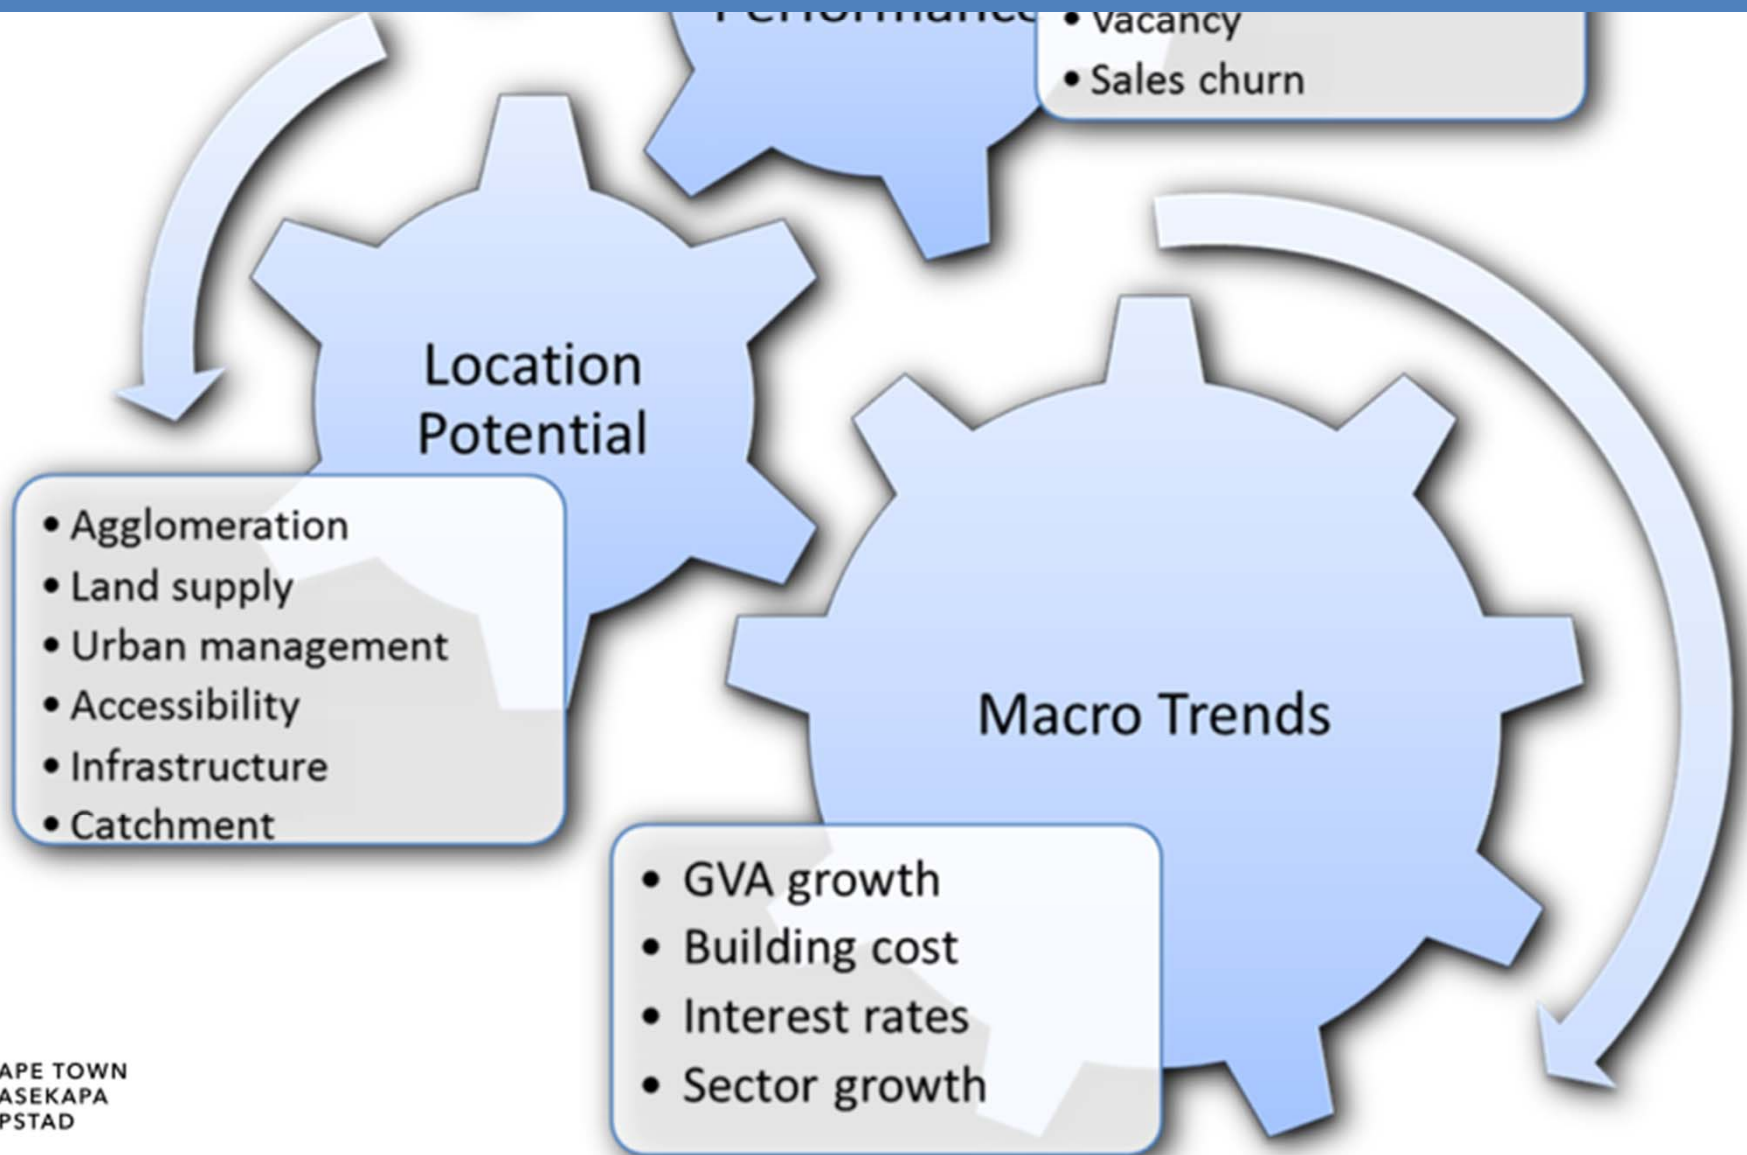 Performance
• Vacancy
• Sales churn
Location
Potential
• Agglomeration
• Land supply
• Urban management
• Accessibility
• Infrastructure
• Catchment
Macro Trends
• GVA growth
• Building cost
• Interest rates
• Sector growth
APE TOWN
ASEKAPA
PSTAD